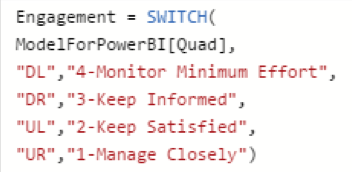 Engagement = SWITCH(
ModelForPowerBI[Quad],
"DL","4-Monitor Minimum Effort",
"DR","3-Keep Informed",
"UL","2-Keep Satisfied",
"UR","1-Manage Closely")